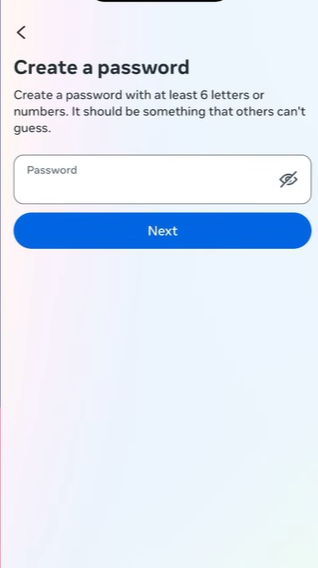 Create a password
Create a password with at least 6 letters or
numbers. It should be something that others can't
guess.
Password
Next